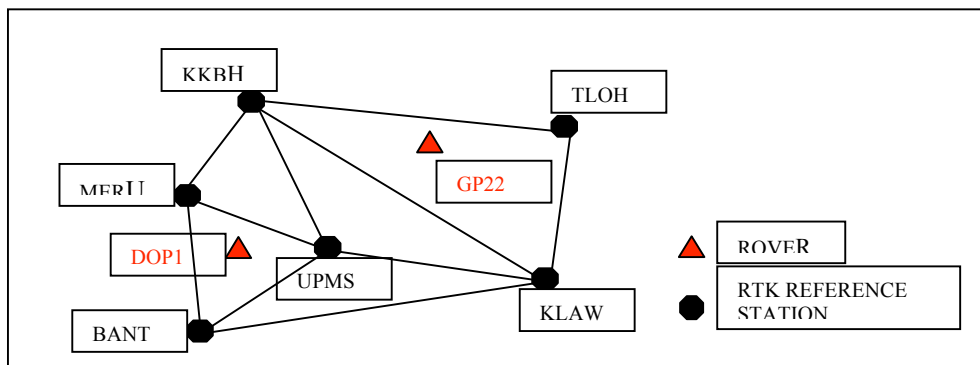 KKBH
TLOH
GP22
MERU
DOP1
UPMS
KLAW
BANT
ROVER
RTK REFERENCE
STATION